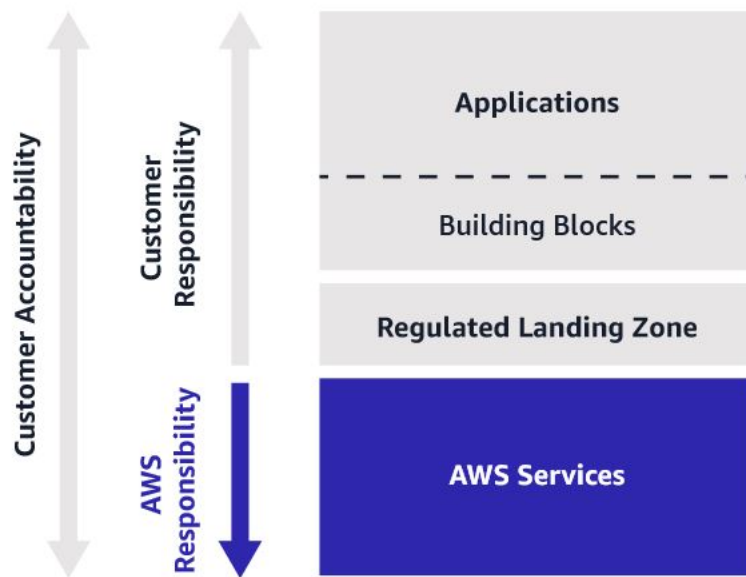 Customer Accountability
Customer
Responsibility
AWS
Responsibility
Applications
Building Blocks
Regulated Landing Zone
AWS Services